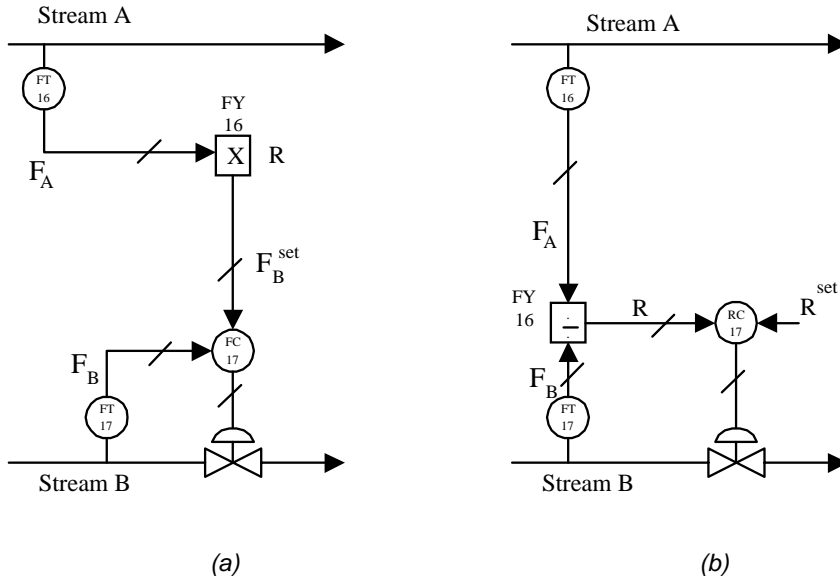 Stream A
FT
16
FY
16
X
R
F_A
F_B^set
FC
17
F_B
FT
17
Stream B
(a)
Stream A
FT
16
F_A
FY
16
÷
R
RC
17
R^set
F_B
FT
17
Stream B
(b)